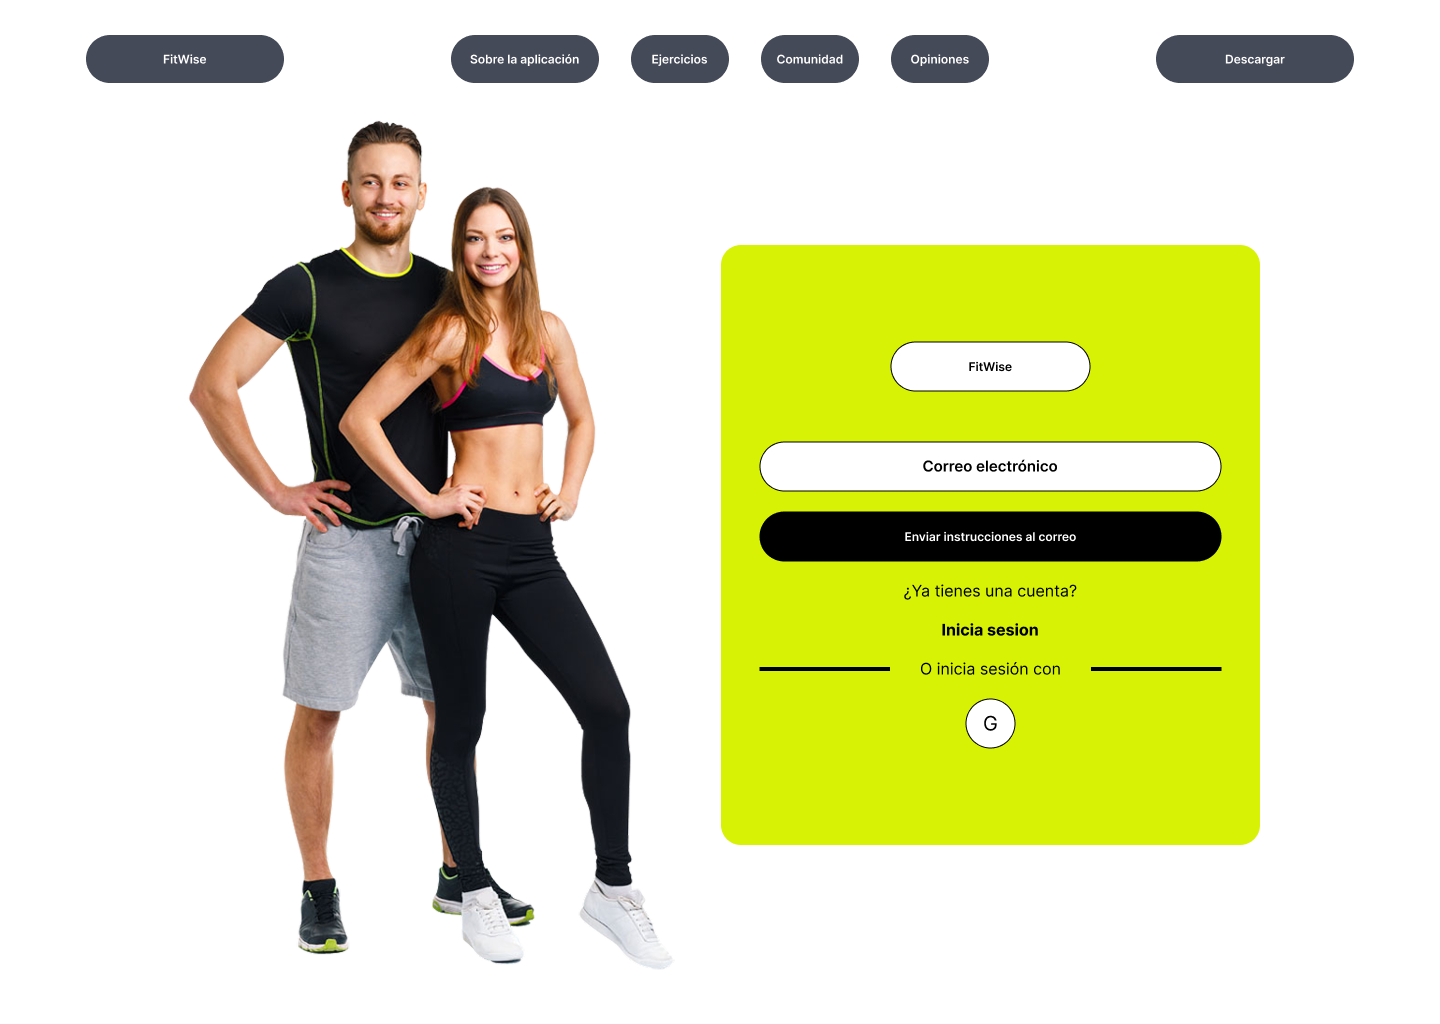 FitWise
Sobre la aplicación
Ejercicios
Comunidad
Opiniones
Descargar
FitWise
Correo electrónico
Enviar instrucciones al correo
¿Ya tienes una cuenta?
Inicia sesion
O inicia sesión con
G